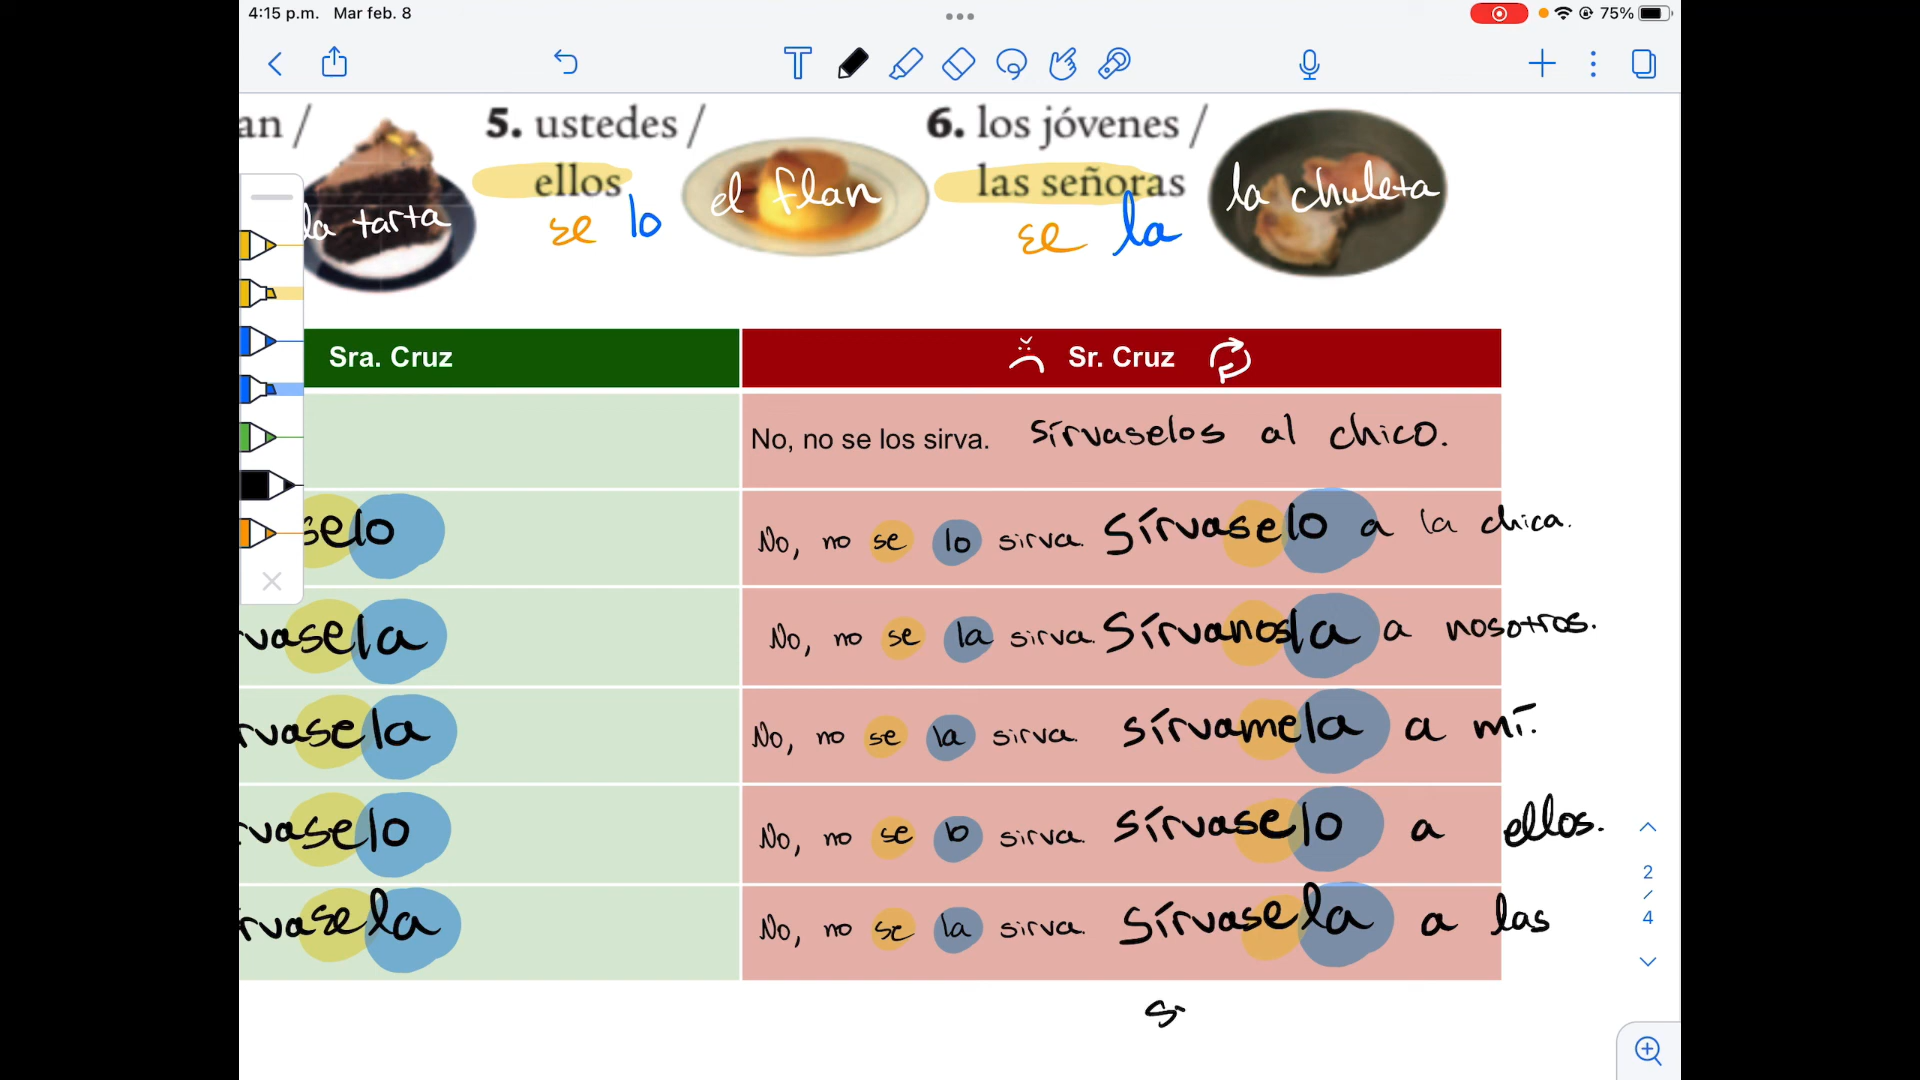 4:15 p.m. Mar feb. 8
75%
an / 5. ustedes / 6. los jóvenes /
ellos las señoras
la tarta se lo el flan se la la chuleta
Sra. Cruz Sr. Cruz
No, no se los sirva. Sírvaselos al chico.
selo No, no se lo sirva. Sírvaselo a la chica.
vasela No, no se la sirva. Sírvanosla a nosotros.
rvasela No, no se la sirva. sírvamela a mí.
vaselo No, no se lo sirva. sírvaselo a ellos.
rvasela No, no se la sirva. sírvasela a las
s
2
/
4